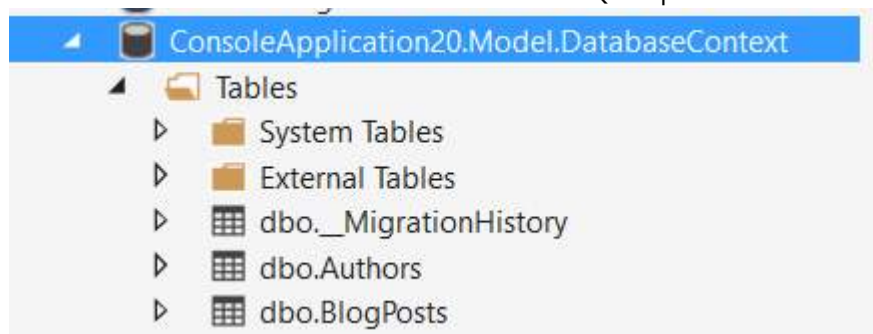 ConsoleApplication20.Model.DatabaseContext
Tables
System Tables
External Tables
dbo.__MigrationHistory
dbo.Authors
dbo.BlogPosts